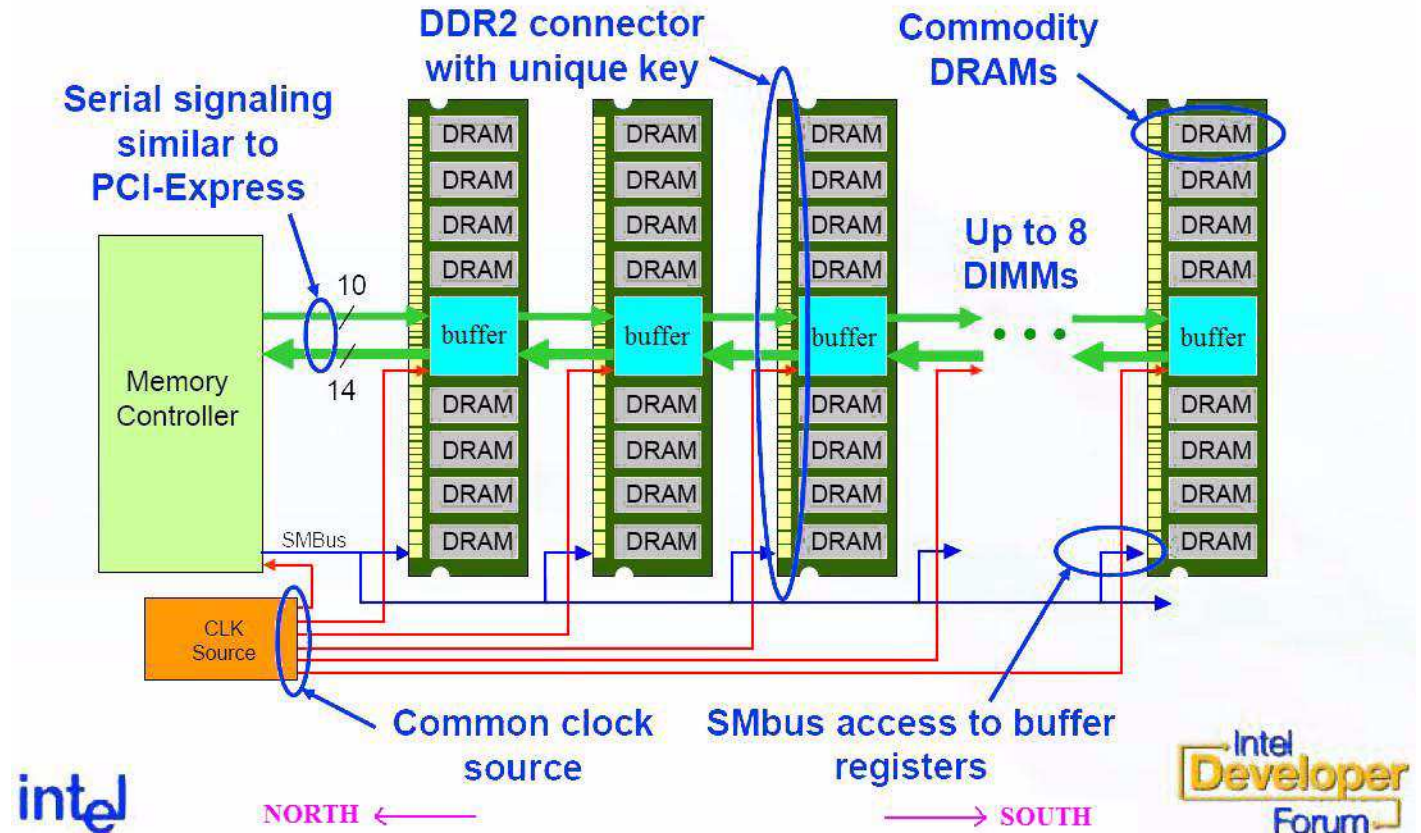 DDR2 connector
with unique key
Commodity
DRAMs
Serial signaling
similar to
PCI-Express
Up to 8
DIMMs
10
14
Memory
Controller
DRAM
DRAM
DRAM
DRAM
buffer
DRAM
DRAM
DRAM
DRAM
DRAM
DRAM
DRAM
DRAM
buffer
DRAM
DRAM
DRAM
DRAM
DRAM
DRAM
DRAM
DRAM
buffer
DRAM
DRAM
DRAM
DRAM
DRAM
DRAM
DRAM
DRAM
buffer
DRAM
DRAM
DRAM
DRAM
SMBus
CLK
Source
Common clock
source
SMbus access to buffer
registers
intel
NORTH
SOUTH
Intel
Developer
Forum